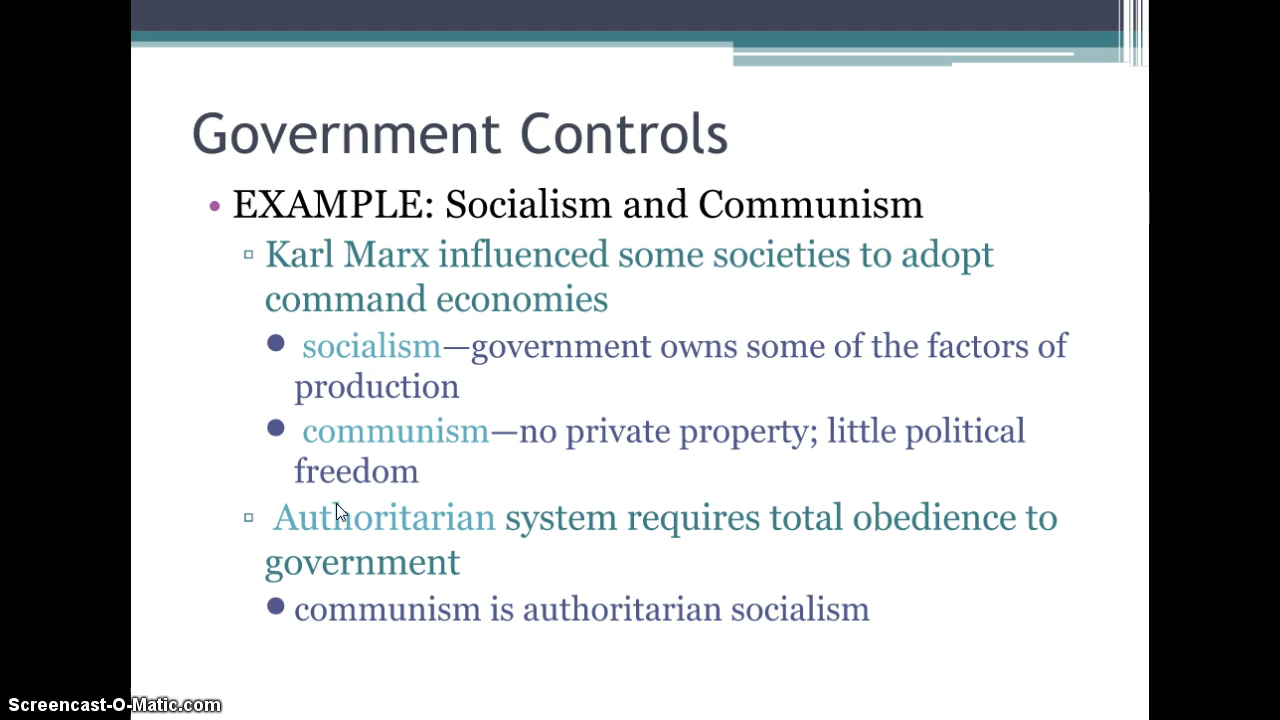 Government Controls
• EXAMPLE: Socialism and Communism
▫ Karl Marx influenced some societies to adopt
command economies
● socialism—government owns some of the factors of
production
● communism—no private property; little political
freedom
▫ Authoritarian system requires total obedience to
government
● communism is authoritarian socialism
Screencast-O-Matic.com